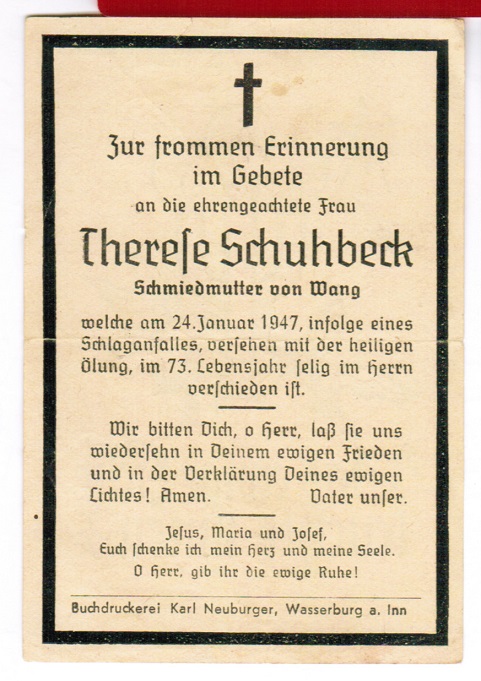 Zur frommen Erinnerung
im Gebete
an die ehrengeachtete Frau
Thereſe Schuhbeck
Schmiedmutter von Wang
welche am 24. Januar 1947, infolge eines
Schlaganfalles, verſehen mit der heiligen
Ölung, im 73. Lebensjahr ſelig im Herrn
verſchieden iſt.
Wir bitten Dich, o Herr, laß ſie uns
wiederſehn in Deinem ewigen Frieden
und in der Verklärung Deines ewigen
Lichtes! Amen. Vater unſer.
Jeſus, Maria und Joſef,
Euch ſchenke ich mein Herz und meine Seele.
O Herr, gib ihr die ewige Ruhe!
Buchdruckerei Karl Neuburger, Wasserburg a. Inn